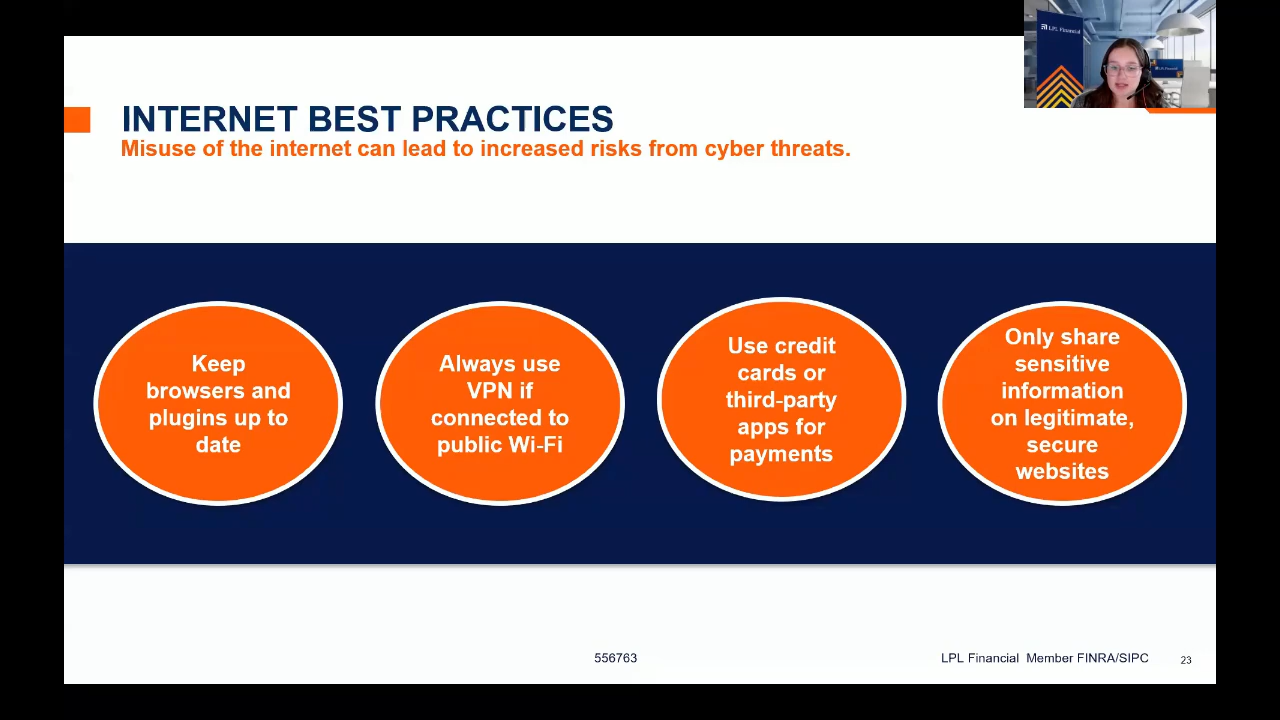 LPL Financial
INTERNET BEST PRACTICES
Misuse of the internet can lead to increased risks from cyber threats.
Keep
browsers and
plugins up to
date
Always use
VPN if
connected to
public Wi-Fi
Use credit
cards or
third-party
apps for
payments
Only share
sensitive
information
on legitimate,
secure
websites
556763
LPL Financial Member FINRA/SIPC
23